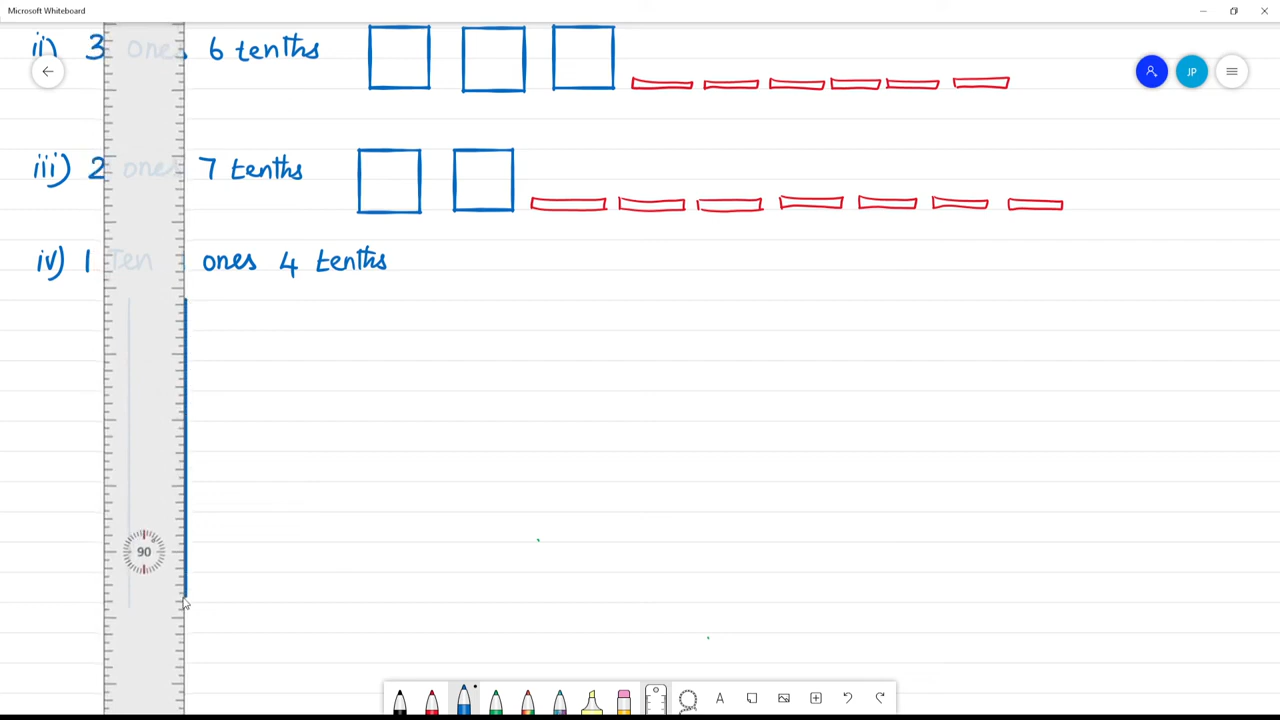 Microsoft Whiteboard
ii) 3 ones 6 tenths
JP
iii) 2 ones 7 tenths
iv) 1 Ten ones 4 tenths
90
A